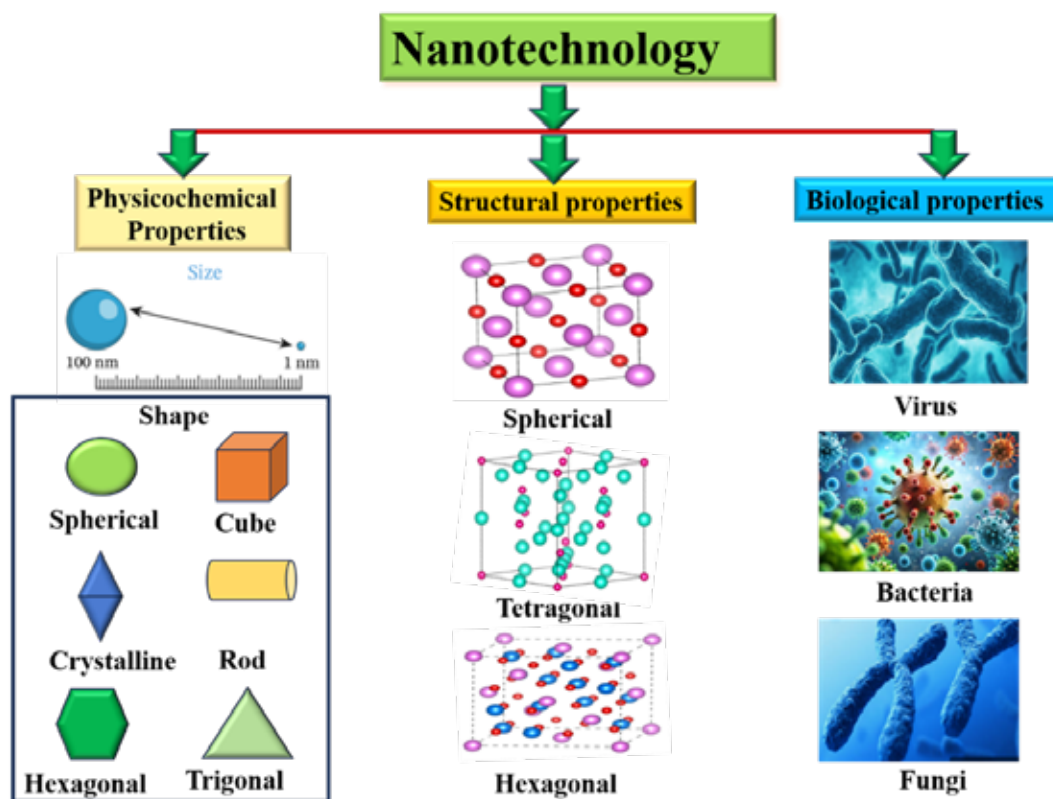 Nanotechnology
Physicochemical
Properties
Size
100 nm
1 nm
Shape
Spherical
Cube
Crystalline
Rod
Hexagonal
Trigonal
Structural properties
Spherical
Tetragonal
Hexagonal
Biological properties
Virus
Bacteria
Fungi